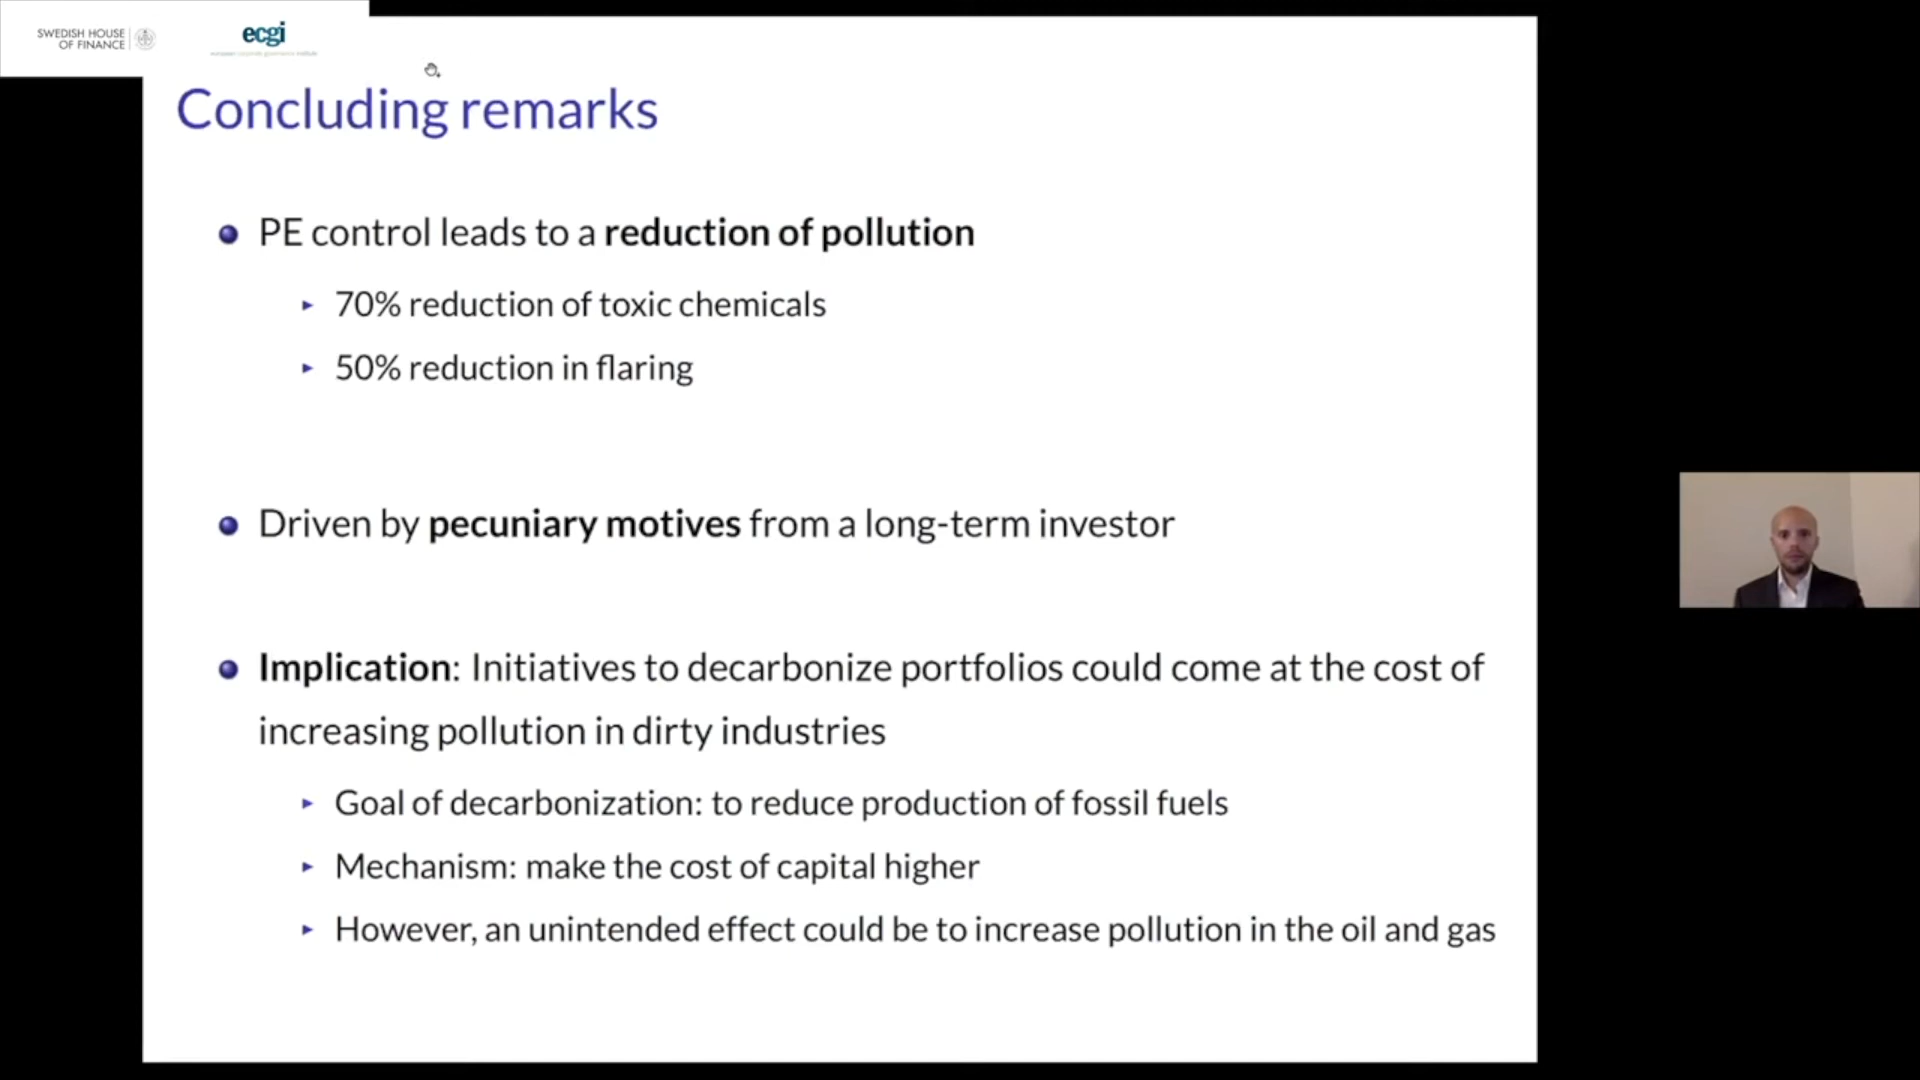 SWEDISH HOUSE
OF FINANCE
ecgi
european corporate governance institute
Concluding remarks
PE control leads to a reduction of pollution
70% reduction of toxic chemicals
50% reduction in flaring
Driven by pecuniary motives from a long-term investor
Implication: Initiatives to decarbonize portfolios could come at the cost of
increasing pollution in dirty industries
Goal of decarbonization: to reduce production of fossil fuels
Mechanism: make the cost of capital higher
However, an unintended effect could be to increase pollution in the oil and gas